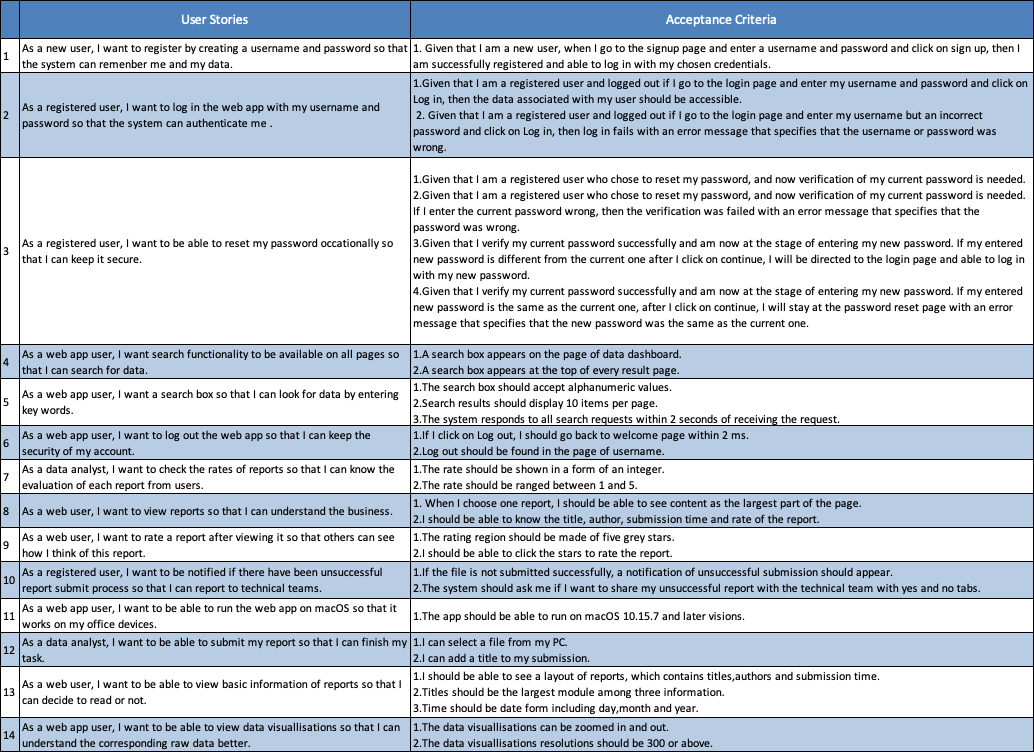 User Stories
Acceptance Criteria
1
As a new user, I want to register by creating a username and password so that
the system can remenber me and my data.
1. Given that I am a new user, when I go to the signup page and enter a username and password and click on sign up, then I
am successfully registered and able to log in with my chosen credentials.
2
As a registered user, I want to log in the web app with my username and
password so that the system can authenticate me .
1.Given that I am a registered user and logged out if I go to the login page and enter my username and password and click on
Log in, then the data associated with my user should be accessible.
2. Given that I am a registered user and logged out if I go to the login page and enter my username but an incorrect
password and click on Log in, then log in fails with an error message that specifies that the username or password was
wrong.
3
As a registered user, I want to be able to reset my password occationally so
that I can keep it secure.
1.Given that I am a registered user who chose to reset my password, and now verification of my current password is needed.
2.Given that I am a registered user who chose to reset my password, and now verification of my current password is needed.
If I enter the current password wrong, then the verification was failed with an error message that specifies that the
password was wrong.
3.Given that I verify my current password successfully and am now at the stage of entering my new password. If my entered
new password is different from the current one after I click on continue, I will be directed to the login page and able to log in
with my new password.
4.Given that I verify my current password successfully and am now at the stage of entering my new password. If my entered
new password is the same as the current one, after I click on continue, I will stay at the password reset page with an error
message that specifies that the new password was the same as the current one.
4
As a web app user, I want search functionality to be available on all pages so
that I can search for data.
1.A search box appears on the page of data dashboard.
2.A search box appears at the top of every result page.
5
As a web app user, I want a search box so that I can look for data by entering
key words.
1.The search box should accept alphanumeric values.
2.Search results should display 10 items per page.
3.The system responds to all search requests within 2 seconds of receiving the request.
6
As a web app user, I want to log out the web app so that I can keep the
security of my account.
1.If I click on Log out, I should go back to welcome page within 2 ms.
2.Log out should be found in the page of username.
7
As a data analyst, I want to check the rates of reports so that I can know the
evaluation of each report from users.
1.The rate should be shown in a form of an integer.
2.The rate should be ranged between 1 and 5.
8
As a web user, I want to view reports so that I can understand the business.
1. When I choose one report, I should be able to see content as the largest part of the page.
2.I should be able to know the title, author, submission time and rate of the report.
9
As a web user, I want to rate a report after viewing it so that others can see
how I think of this report.
1.The rating region should be made of five grey stars.
2.I should be able to click the stars to rate the report.
10
As a registered user, I want to be notified if there have been unsuccessful
report submit process so that I can report to technical teams.
1.If the file is not submitted successfully, a notification of unsuccessful submission should appear.
2.The system should ask me if I want to share my unsuccessful report with the technical team with yes and no tabs.
11
As a web app user, I want to be able to run the web app on macOS so that it
works on my office devices.
1.The app should be able to run on macOS 10.15.7 and later visions.
12
As a data analyst, I want to be able to submit my report so that I can finish my
task.
1.I can select a file from my PC.
2.I can add a title to my submission.
13
As a web user, I want to be able to view basic information of reports so that I
can decide to read or not.
1.I should be able to see a layout of reports, which contains titles,authors and submission time.
2.Titles should be the largest module among three information.
3.Time should be date form including day,month and year.
14
As a web app user, I want to be able to view data visuallisations so that I can
understand the corresponding raw data better.
1.The data visuallisations can be zoomed in and out.
2.The data visuallisations resolutions should be 300 or above.